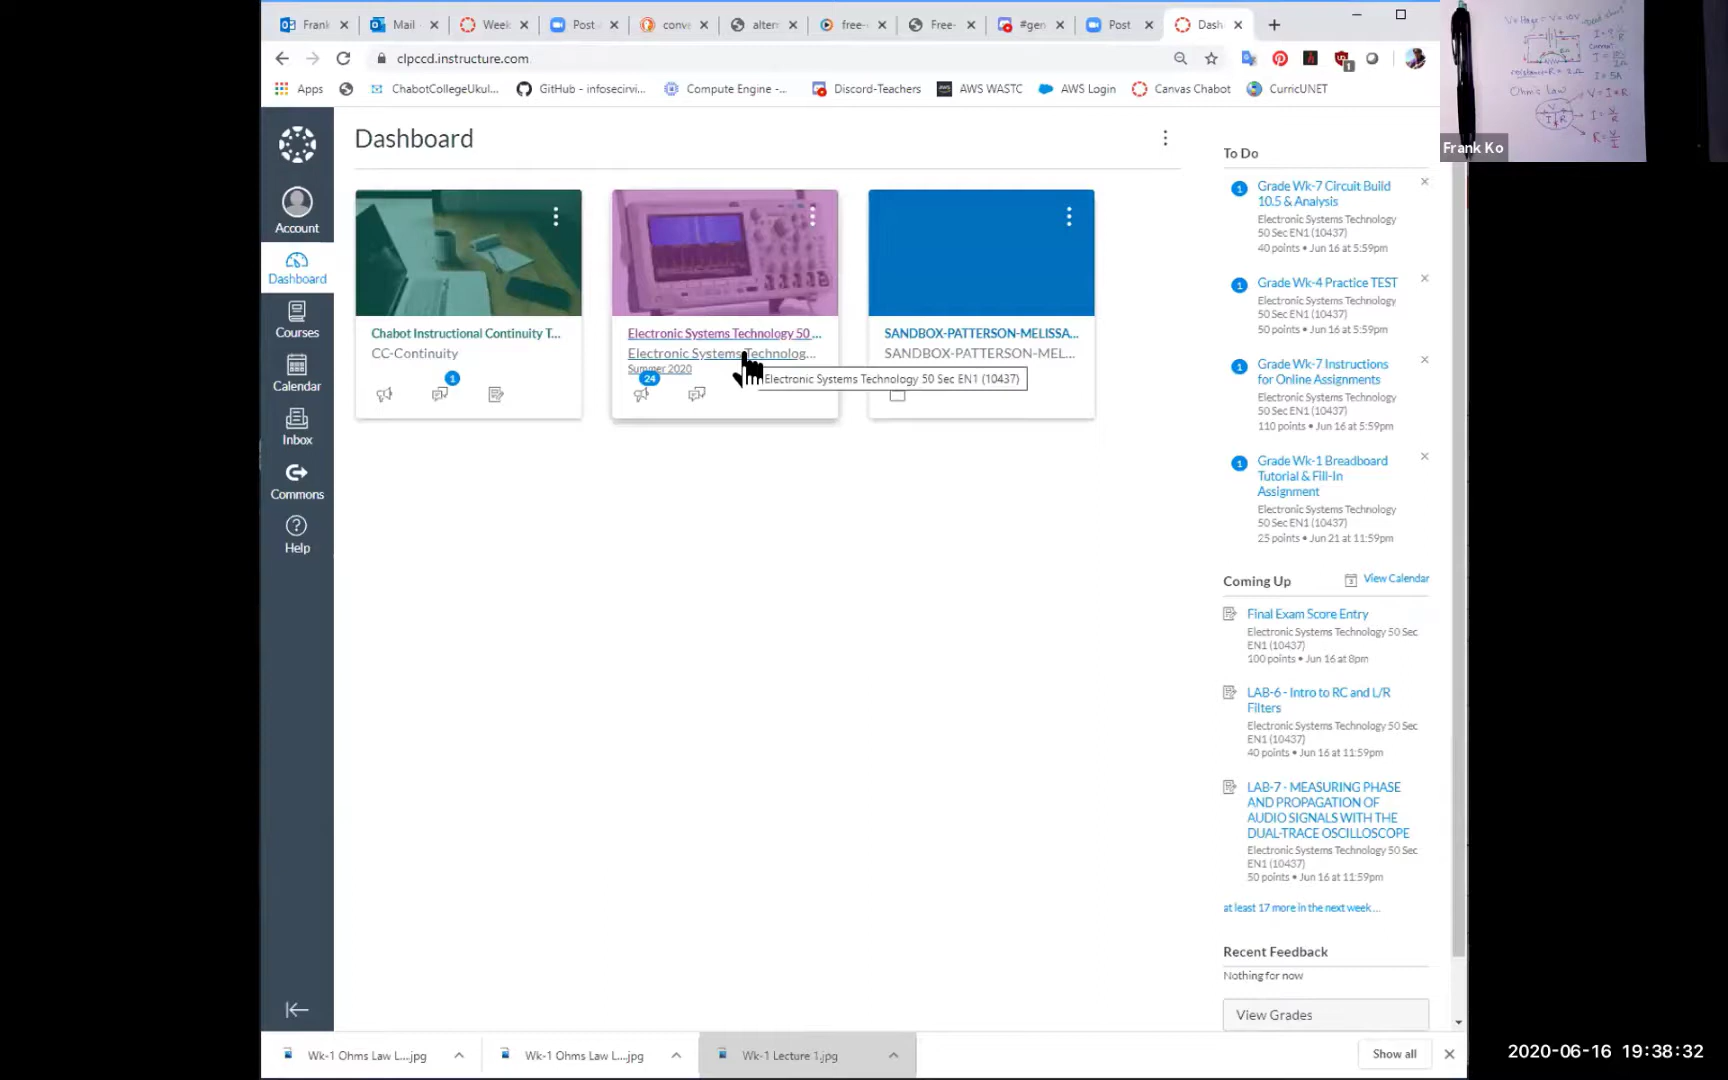 Frank
Mail
Week
Post
conv
altern
free-
Free-
#gen
Post
Dash
clpccd.instructure.com
1
Apps
ChabotCollegeUkul...
GitHub - infosecirvi...
Compute Engine -...
Discord-Teachers
AWS WASTC
AWS Login
Canvas Chabot
CurricUNET
V = I * R
I = 5A
Ohm's law
I = V/R
R = V/I
Frank Ko
Account
Dashboard
Courses
Calendar
Inbox
Commons
Help
Dashboard
Chabot Instructional Continuity T...
CC-Continuity
1
Electronic Systems Technology 50 ...
Electronic Systems Technolog...
Summer 2020
24
Electronic Systems Technology 50 Sec EN1 (10437)
SANDBOX-PATTERSON-MELISSA...
SANDBOX-PATTERSON-MEL...
To Do
1
Grade Wk-7 Circuit Build
10.5 & Analysis
Electronic Systems Technology
50 Sec EN1 (10437)
40 points • Jun 16 at 5:59pm
1
Grade Wk-4 Practice TEST
Electronic Systems Technology
50 Sec EN1 (10437)
50 points • Jun 16 at 5:59pm
1
Grade Wk-7 Instructions
for Online Assignments
Electronic Systems Technology
50 Sec EN1 (10437)
110 points • Jun 16 at 5:59pm
1
Grade Wk-1 Breadboard
Tutorial & Fill-In
Assignment
Electronic Systems Technology
50 Sec EN1 (10437)
25 points • Jun 21 at 11:59pm
Coming Up
View Calendar
Final Exam Score Entry
Electronic Systems Technology 50 Sec
EN1 (10437)
100 points • Jun 16 at 8pm
LAB-6 - Intro to RC and L/R
Filters
Electronic Systems Technology 50 Sec
EN1 (10437)
40 points • Jun 16 at 11:59pm
LAB-7 - MEASURING PHASE
AND PROPAGATION OF
AUDIO SIGNALS WITH THE
DUAL-TRACE OSCILLOSCOPE
Electronic Systems Technology 50 Sec
EN1 (10437)
50 points • Jun 16 at 11:59pm
at least 17 more in the next week ...
Recent Feedback
Nothing for now
View Grades
Wk-1 Ohms Law L....jpg
Wk-1 Ohms Law L....jpg
Wk-1 Lecture 1.jpg
Show all
2020-06-16 19:38:32